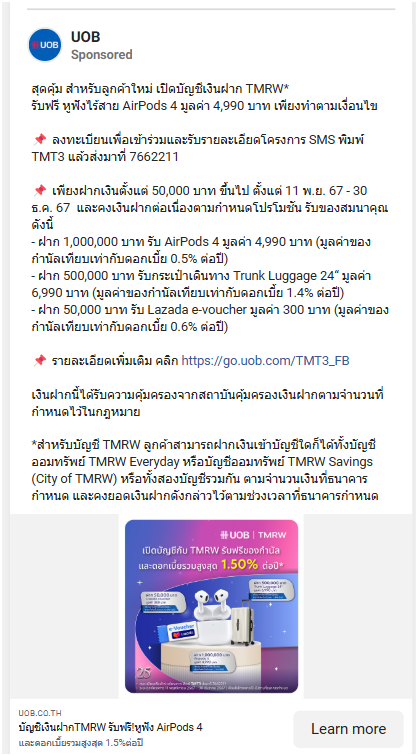 UOB
UOB
Sponsored
สุดคุ้ม สำหรับลูกค้าใหม่ เปิดบัญชีเงินฝาก TMRW*
รับฟรี หูฟังไร้สาย AirPods 4 มูลค่า 4,990 บาท เพียงทำตามเงื่อนไข
📌 ลงทะเบียนเพื่อเข้าร่วมและรับรายละเอียดโครงการ SMS พิมพ์
TMT3 แล้วส่งมาที่ 7662211
📌 เพียงฝากเงินตั้งแต่ 50,000 บาท ขึ้นไป ตั้งแต่ 11 พ.ย. 67 - 30
ธ.ค. 67 และคงเงินฝากต่อเนื่องตามกำหนดโปรโมชัน รับของสมนาคุณ
ดังนี้
- ฝาก 1,000,000 บาท รับ AirPods 4 มูลค่า 4,990 บาท (มูลค่าของ
กำนัลเทียบเท่ากับดอกเบี้ย 0.5% ต่อปี)
- ฝาก 500,000 บาท รับกระเป๋าเดินทาง Trunk Luggage 24“ มูลค่า
6,990 บาท (มูลค่าของกำนัลเทียบเท่ากับดอกเบี้ย 1.4% ต่อปี)
- ฝาก 50,000 บาท รับ Lazada e-voucher มูลค่า 300 บาท (มูลค่าของ
กำนัลเทียบเท่ากับดอกเบี้ย 0.6% ต่อปี)
📌 รายละเอียดเพิ่มเติม คลิก https://go.uob.com/TMT3_FB
เงินฝากนี้ได้รับความคุ้มครองจากสถาบันคุ้มครองเงินฝากตามจำนวนที่
กำหนดไว้ในกฎหมาย
*สำหรับบัญชี TMRW ลูกค้าสามารถฝากเงินเข้าบัญชีใดก็ได้ทั้งบัญชี
ออมทรัพย์ TMRW Everyday หรือบัญชีออมทรัพย์ TMRW Savings
(City of TMRW) หรือทั้งสองบัญชีรวมกัน ตามจำนวนเงินที่ธนาคาร
กำหนด และคงยอดเงินฝากดังกล่าวไว้ตามช่วงเวลาที่ธนาคารกำหนด
UOB | TMRW
เปิดบัญชีกับ TMRW รับฟรีของกำนัล
และดอกเบี้ยรวมสูงสุด 1.50% ต่อปี*
e-Voucher
UOB.CO.TH
บัญชีเงินฝากTMRW รับฟรี!หูฟัง AirPods 4
และดอกเบี้ยรวมสูงสุด 1.5%ต่อปี
Learn more